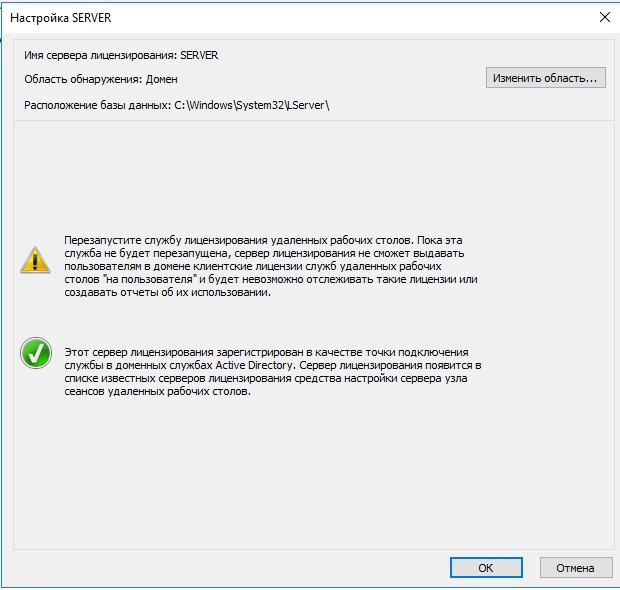 Настройка SERVER
Имя сервера лицензирования: SERVER
Область обнаружения: Домен
Изменить область...
Расположение базы данных: C:\Windows\System32\LServer\
Перезапустите службу лицензирования удаленных рабочих столов. Пока эта
служба не будет перезапущена, сервер лицензирования не сможет выдавать
пользователям в домене клиентские лицензии служб удаленных рабочих
столов "на пользователя" и будет невозможно отслеживать такие лицензии или
создавать отчеты об их использовании.
Этот сервер лицензирования зарегистрирован в качестве точки подключения
службы в доменных службах Active Directory. Сервер лицензирования появится в
списке известных серверов лицензирования средства настройки сервера узла
сеансов удаленных рабочих столов.
ОК
Отмена